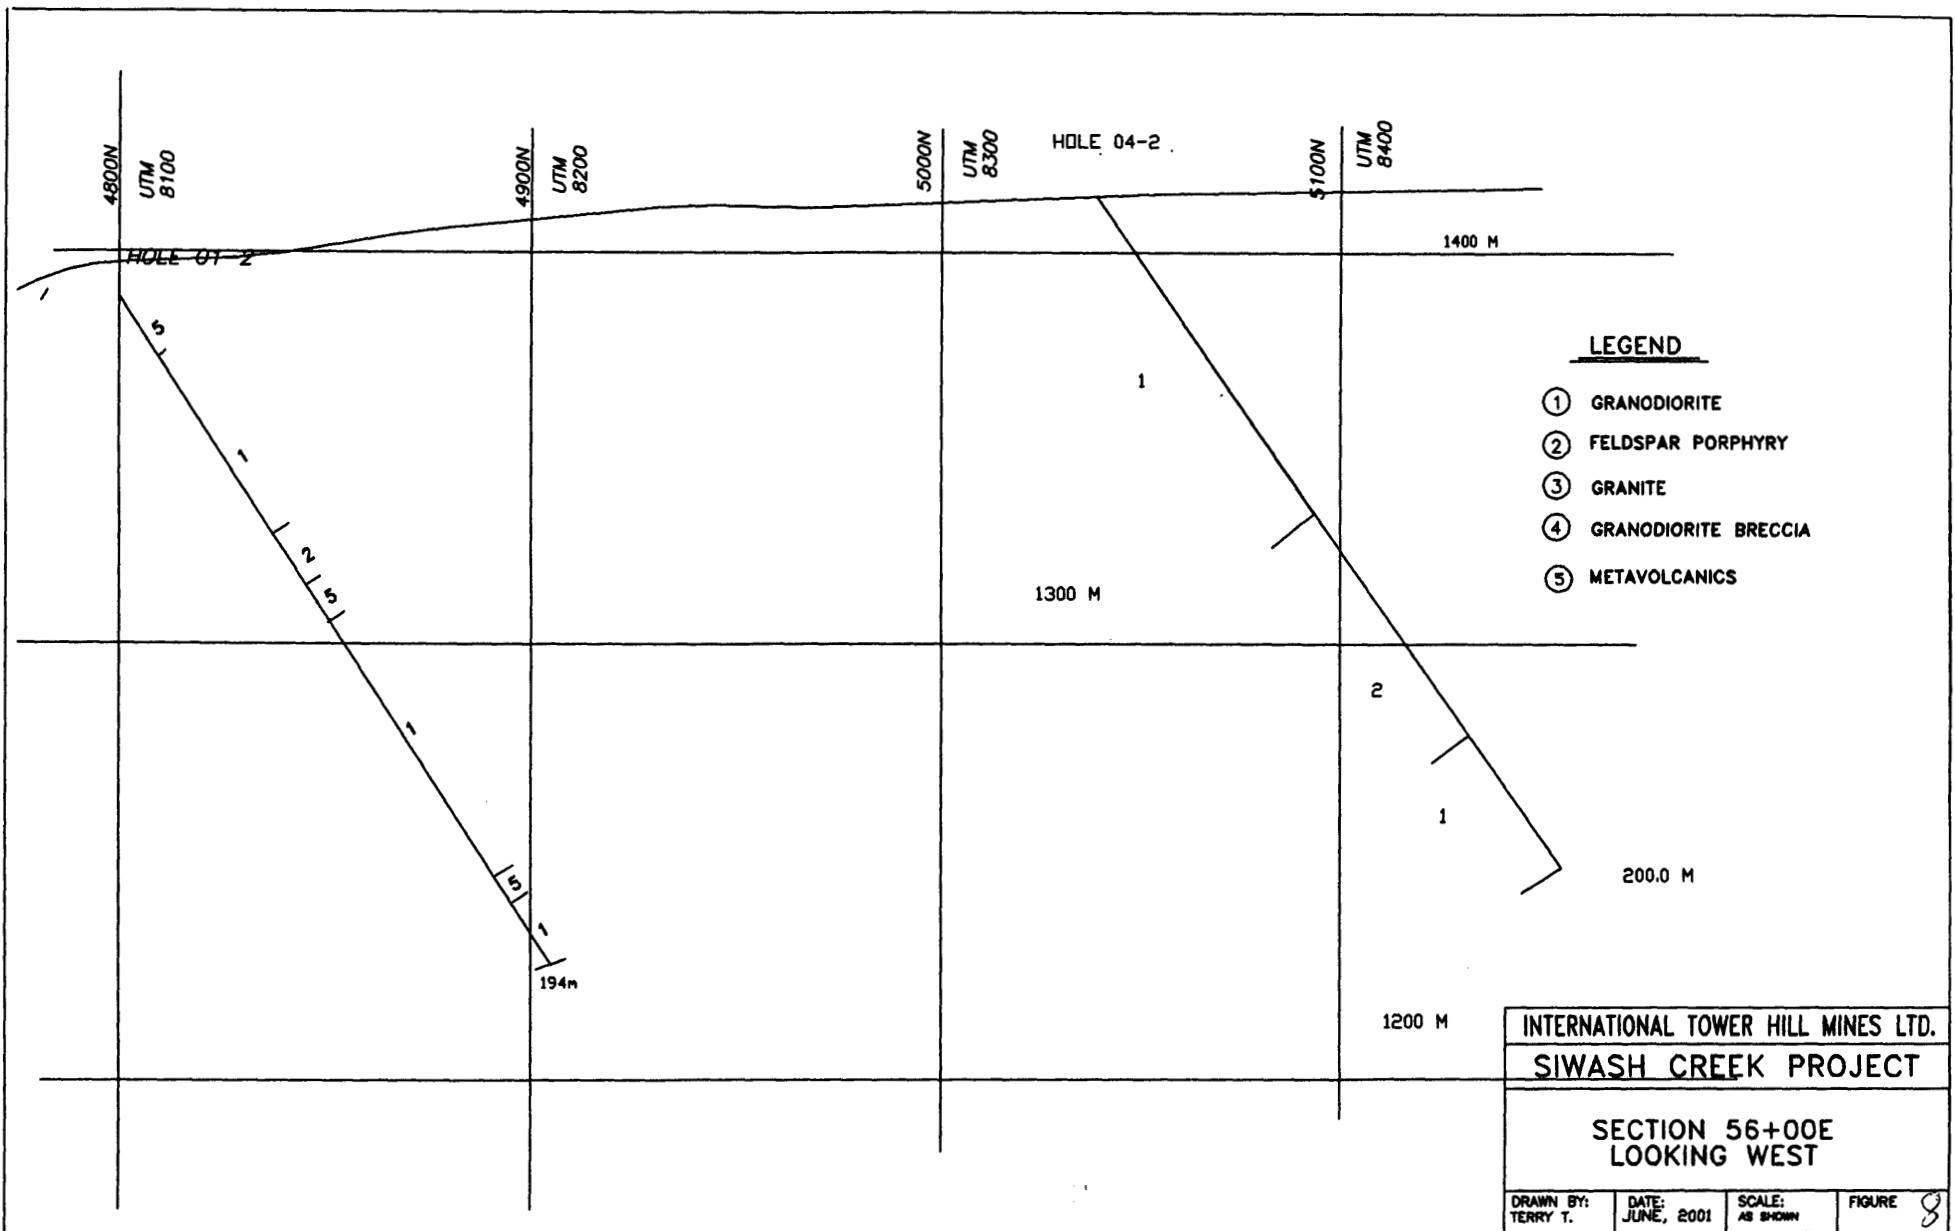 4800N
UTM
8100
4900N
UTM
8200
5000N
UTM
8300
HOLE 04-2
5100N
UTM
8400
HOLE 01-2
1400 M
5
1
2
5
1
5
1
194m
1
2
1
200.0 M
1300 M
1200 M
LEGEND
1 GRANODIORITE
2 FELDSPAR PORPHYRY
3 GRANITE
4 GRANODIORITE BRECCIA
5 METAVOLCANICS
INTERNATIONAL TOWER HILL MINES LTD.
SIWASH CREEK PROJECT
SECTION 56+00E
LOOKING WEST
DRAWN BY:
TERRY T.
DATE:
JUNE, 2001
SCALE:
AS SHOWN
FIGURE 8